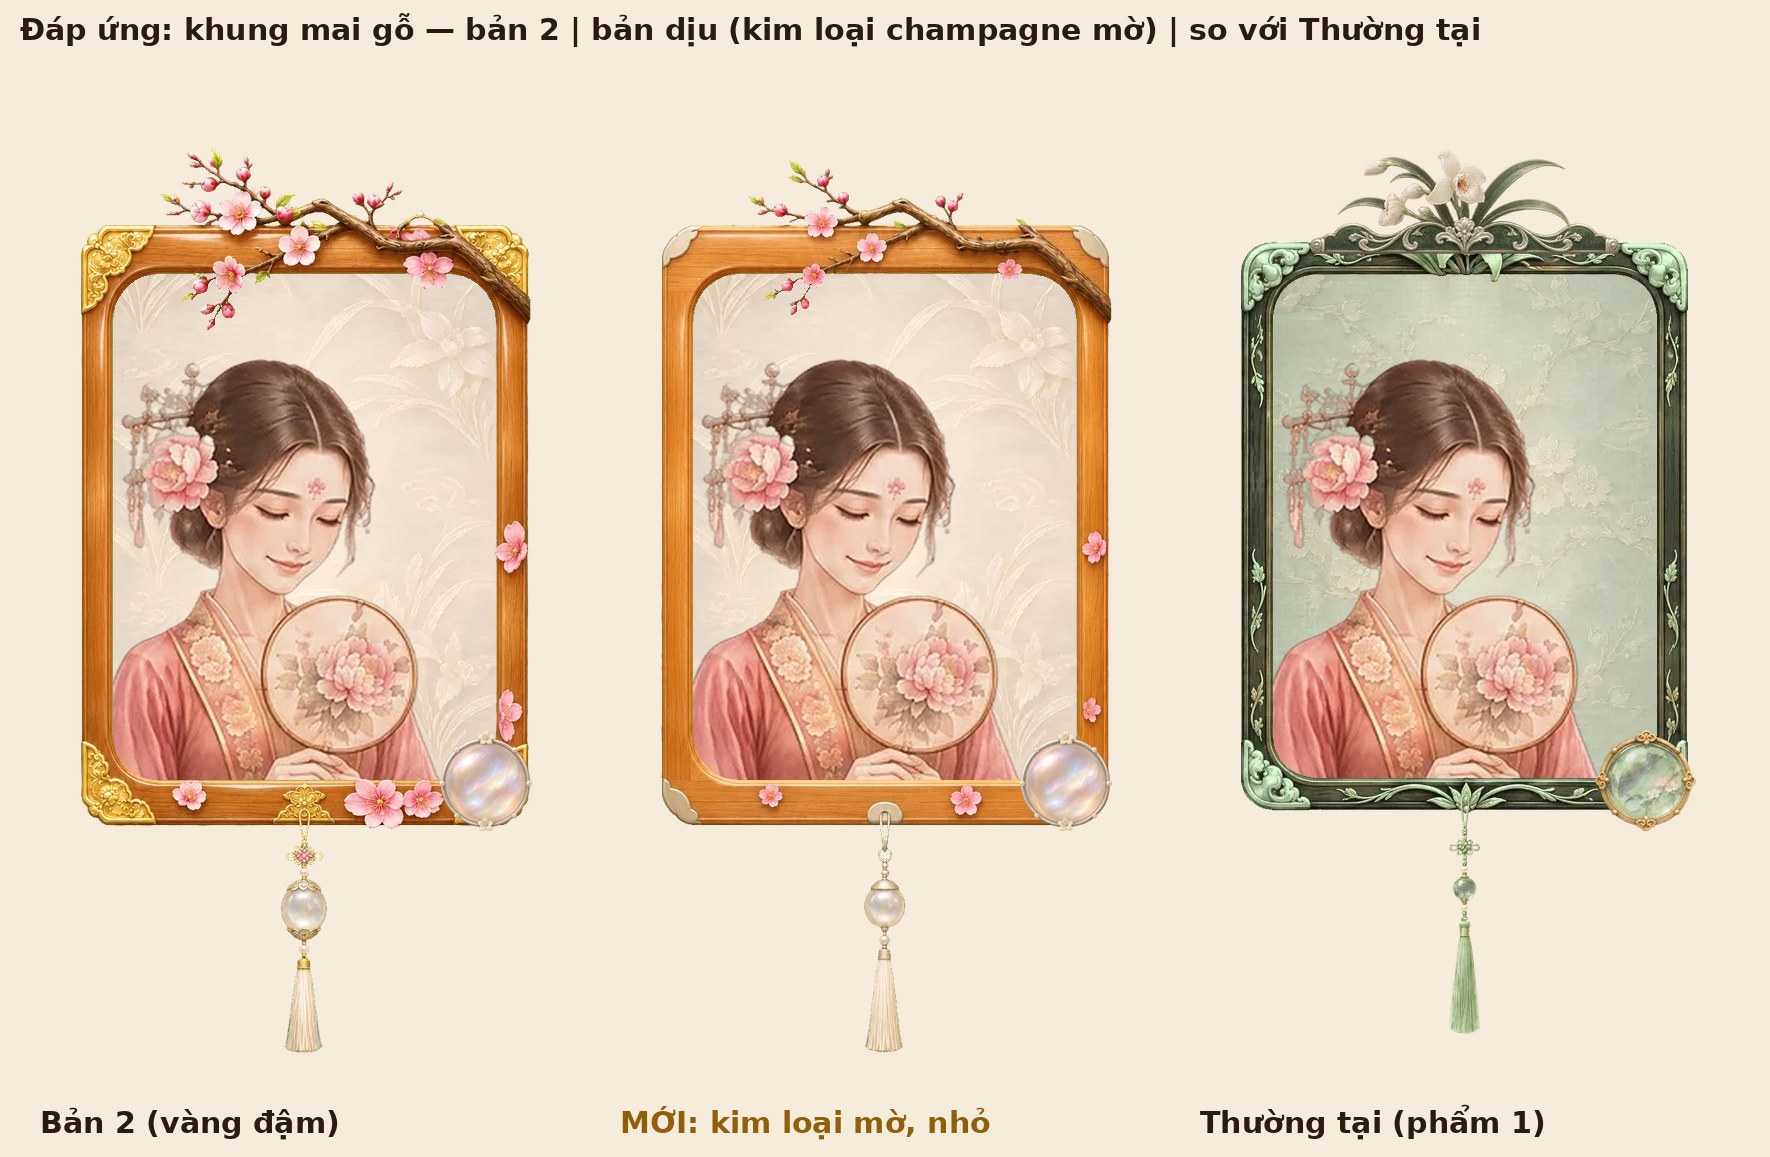 Đáp ứng: khung mai gỗ — bản 2 | bản dịu (kim loại champagne mờ) | so với Thường tại
Bản 2 (vàng đậm)
MỚI: kim loại mờ, nhỏ
Thường tại (phẩm 1)